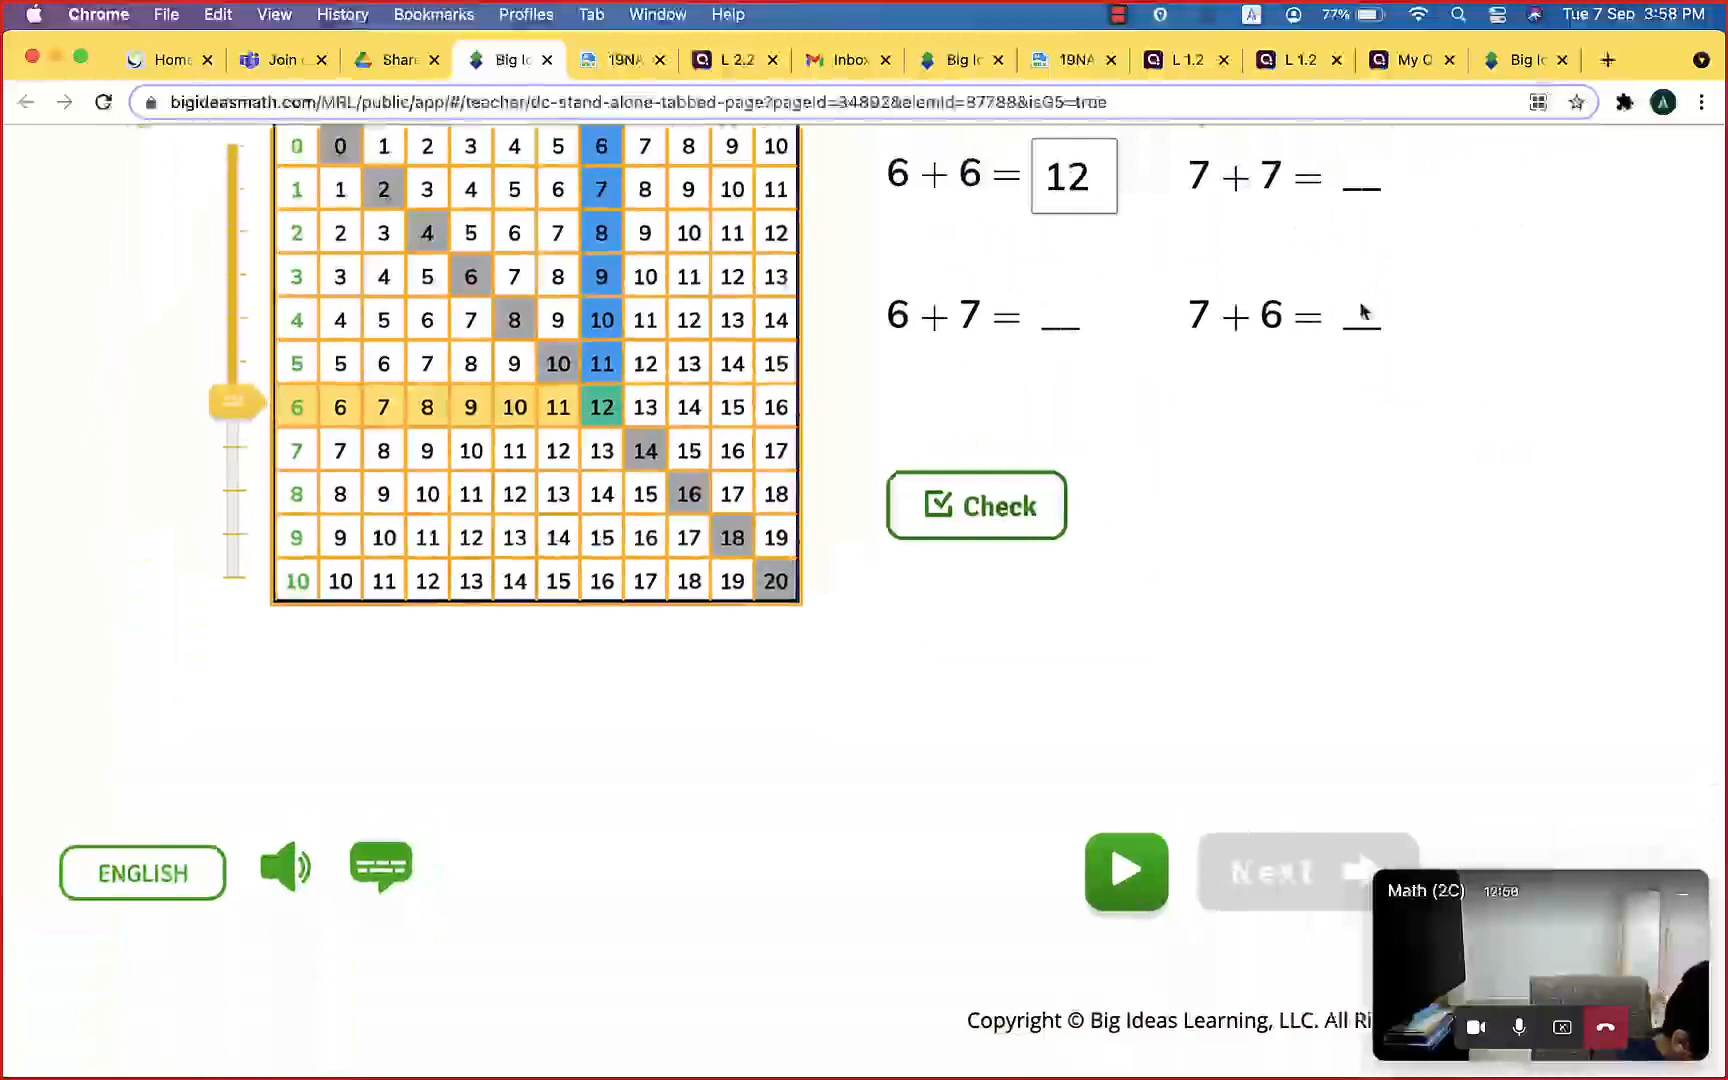 Chrome File Edit View History Bookmarks Profiles Tab Window Help A 77% Tue 7 Sep 3:58 PM
Home Join Share Big Ic 19NA L 2.2 Inbox Big Ic 19NA L 1.2 L 1.2 My Q Big Ic
bigideasmath.com/MRL/public/app/#/teacher/dc-stand-alone-tabbed-page?pageId=34892&elemId=87788&isG5=true A
0 0 1 2 3 4 5 6 7 8 9 10
1 1 2 3 4 5 6 7 8 9 10 11
2 2 3 4 5 6 7 8 9 10 11 12
3 3 4 5 6 7 8 9 10 11 12 13
4 4 5 6 7 8 9 10 11 12 13 14
5 5 6 7 8 9 10 11 12 13 14 15
6 6 7 8 9 10 11 12 13 14 15 16
7 7 8 9 10 11 12 13 14 15 16 17
8 8 9 10 11 12 13 14 15 16 17 18
9 9 10 11 12 13 14 15 16 17 18 19
10 10 11 12 13 14 15 16 17 18 19 20
6 + 6 = 12 7 + 7 = __
6 + 7 = __ 7 + 6 = __
Check
ENGLISH
Next
Math (2C) 12:50
Copyright © Big Ideas Learning, LLC. All Ri